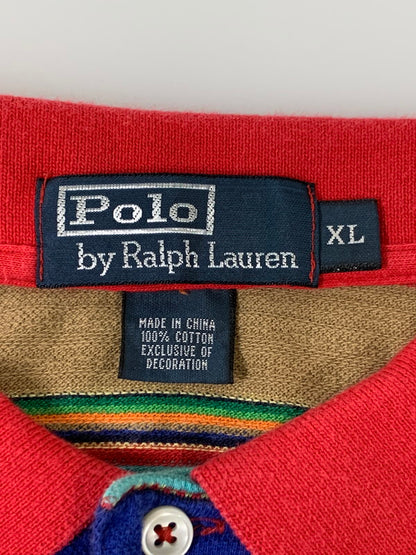 Polo
by Ralph Lauren
XL
MADE IN CHINA
100% COTTON
EXCLUSIVE OF
DECORATION